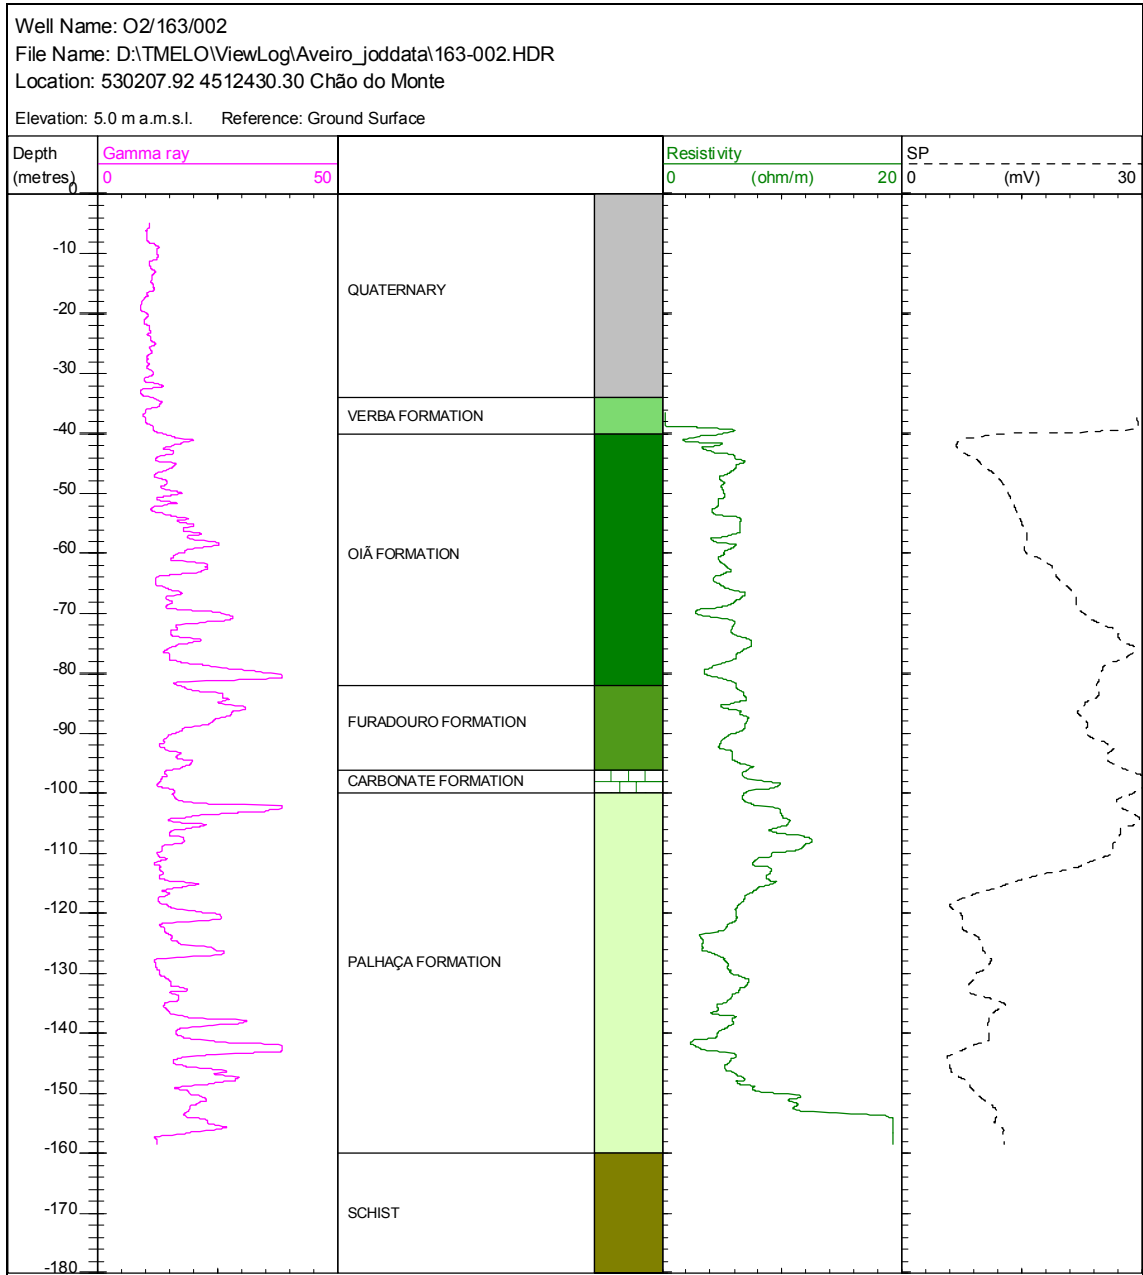 Well Name: O2/163/002
File Name: D:\TMELO\ViewLog\Aveiro_joddata\163-002.HDR
Location: 530207.92 4512430.30 Chão do Monte
Elevation: 5.0 m a.m.s.l. Reference: Ground Surface
Depth Gamma ray Resistivity SP
(metres) 0 50 0 (ohm/m) 20 0 (mV) 30
0
-10
QUATERNARY
-20
-30
VERBA FORMATION
-40
-50
OIÃ FORMATION
-60
-70
-80
FURADOURO FORMATION
-90
CARBONATE FORMATION
-100
-110
-120
PALHAÇA FORMATION
-130
-140
-150
-160
-170
SCHIST
-180